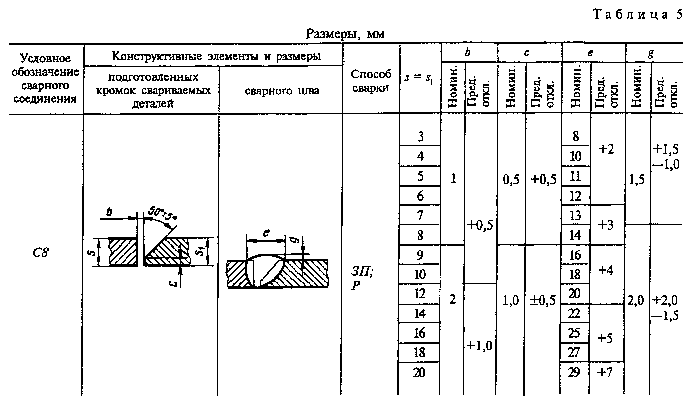 Таблица 5
Размеры, мм
Условное обозначение сварного соединения
Конструктивные элементы и размеры
подготовленных кромок свариваемых деталей
сварного шва
Способ сварки
s = s₁
b
c
e
g
Номин. Пред. откл. Номин. Пред. откл. Номин. Пред. откл. Номин. Пред. откл.
С8
b
50°±5°
s
s₁
c
e
g
ЗП;
Р
3 8
+2 +1,5
4 10
−1,0
5 1 0,5 +0,5 11 1,5
6 12
7 13
+0,5 +3
8 14
9 16
10 18 +4
12 2 1,0 ±0,5 20 2,0 +2,0
14 22 −1,5
16 25
+1,0 +5
18 27
20 29 +7